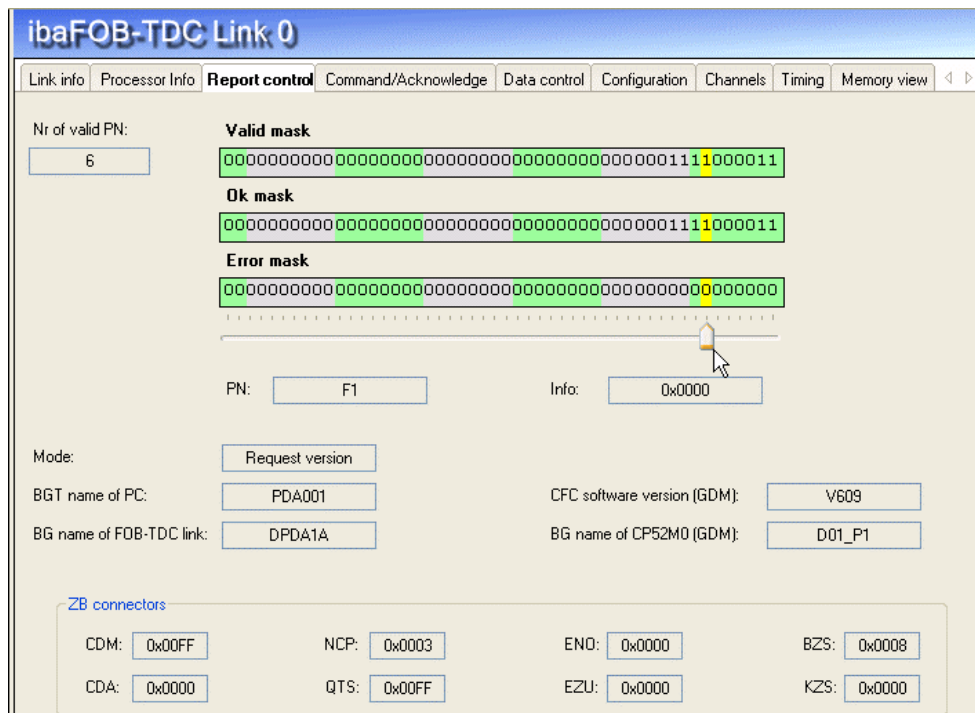 ibaFOB-TDC Link 0
Link info Processor Info Report control Command/Acknowledge Data control Configuration Channels Timing Memory view
Nr of valid PN: Valid mask
6 00000000000000000000000000000000000000001111000011
Ok mask
00000000000000000000000000000000000000001111000011
Error mask
00000000000000000000000000000000000000000000000000
PN: F1 Info: 0x0000
Mode: Request version
BGT name of PC: PDA001 CFC software version (GDM): V609
BG name of FOB-TDC link: DPDA1A BG name of CP52M0 (GDM): D01_P1
ZB connectors
CDM: 0x00FF NCP: 0x0003 ENO: 0x0000 BZS: 0x0008
CDA: 0x0000 QTS: 0x00FF EZU: 0x0000 KZS: 0x0000